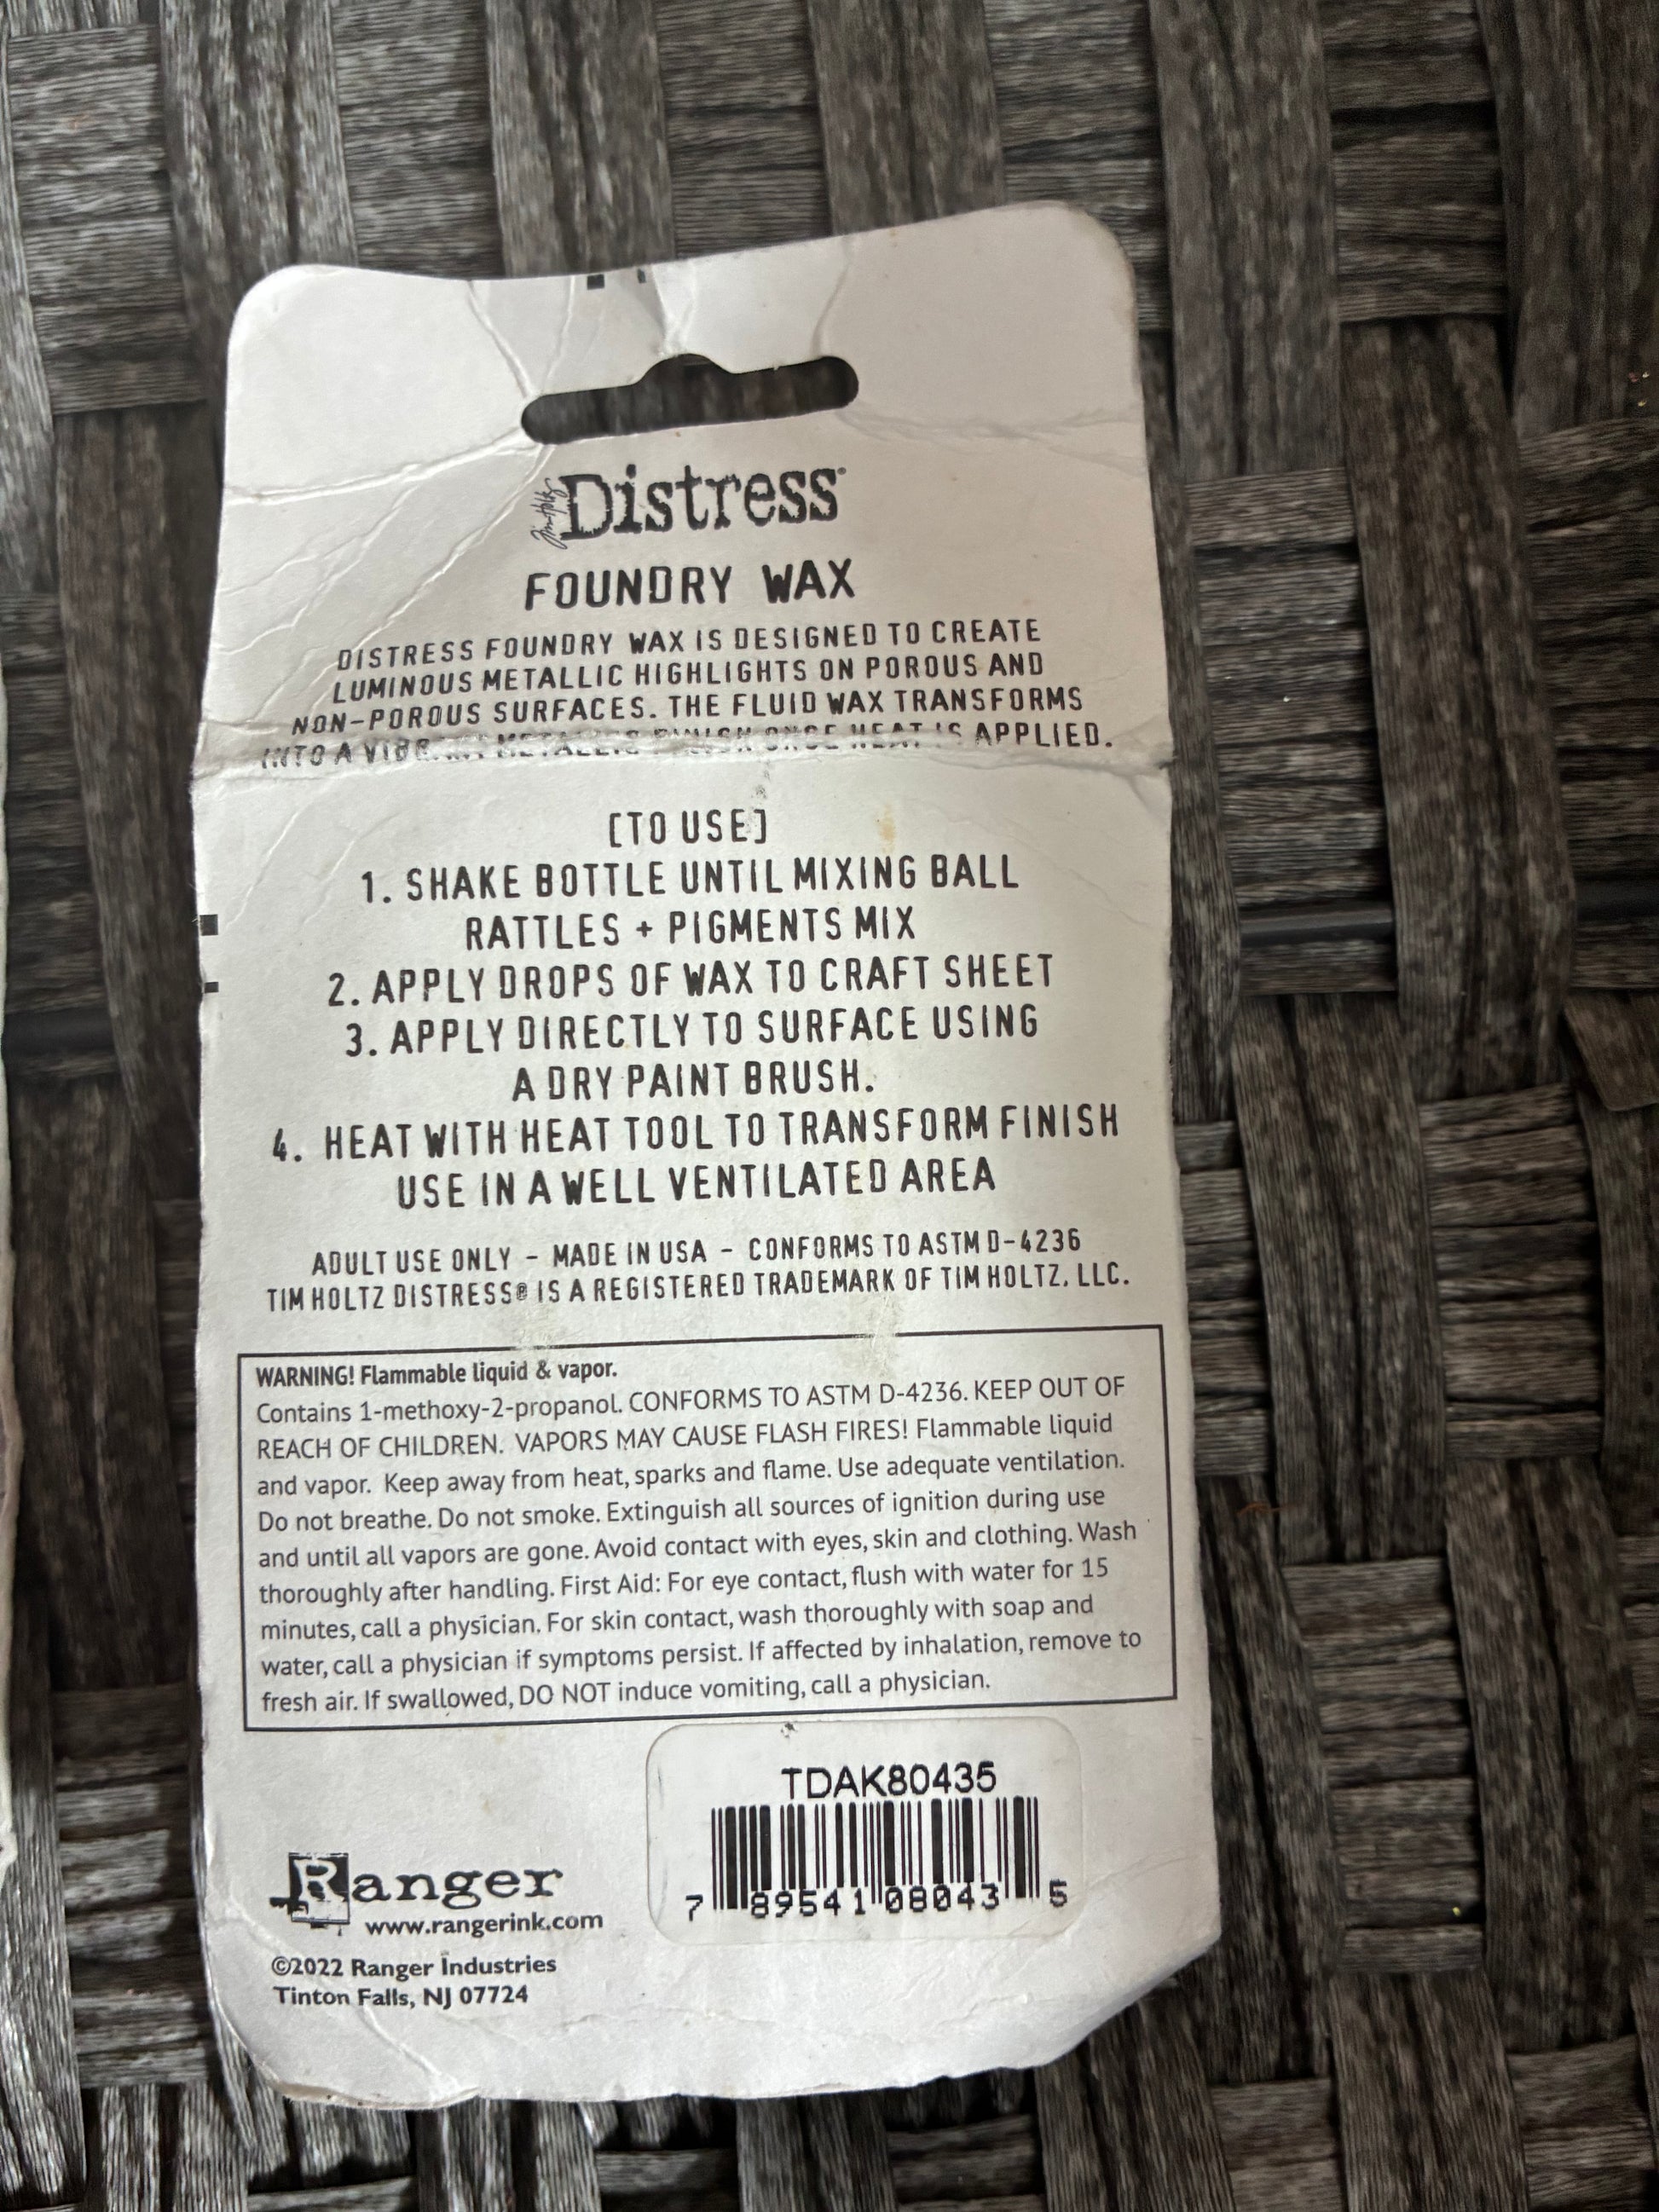 Tim Holtz
Distress®
FOUNDRY WAX
DISTRESS FOUNDRY WAX IS DESIGNED TO CREATE
LUMINOUS METALLIC HIGHLIGHTS ON POROUS AND
NON-POROUS SURFACES. THE FLUID WAX TRANSFORMS
INTO A VIBRANT METALLIC FINISH ONCE HEAT IS APPLIED.
[TO USE]
1. SHAKE BOTTLE UNTIL MIXING BALL
RATTLES + PIGMENTS MIX
2. APPLY DROPS OF WAX TO CRAFT SHEET
3. APPLY DIRECTLY TO SURFACE USING
A DRY PAINT BRUSH.
4. HEAT WITH HEAT TOOL TO TRANSFORM FINISH
USE IN A WELL VENTILATED AREA
ADULT USE ONLY - MADE IN USA - CONFORMS TO ASTM D-4236
TIM HOLTZ DISTRESS® IS A REGISTERED TRADEMARK OF TIM HOLTZ, LLC.
WARNING! Flammable liquid & vapor.
Contains 1-methoxy-2-propanol. CONFORMS TO ASTM D-4236. KEEP OUT OF
REACH OF CHILDREN. VAPORS MAY CAUSE FLASH FIRES! Flammable liquid
and vapor. Keep away from heat, sparks and flame. Use adequate ventilation.
Do not breathe. Do not smoke. Extinguish all sources of ignition during use
and until all vapors are gone. Avoid contact with eyes, skin and clothing. Wash
thoroughly after handling. First Aid: For eye contact, flush with water for 15
minutes, call a physician. For skin contact, wash thoroughly with soap and
water, call a physician if symptoms persist. If affected by inhalation, remove to
fresh air. If swallowed, DO NOT induce vomiting, call a physician.
TDAK80435
7 89541 08043 5
Ranger
www.rangerink.com
©2022 Ranger Industries
Tinton Falls, NJ 07724